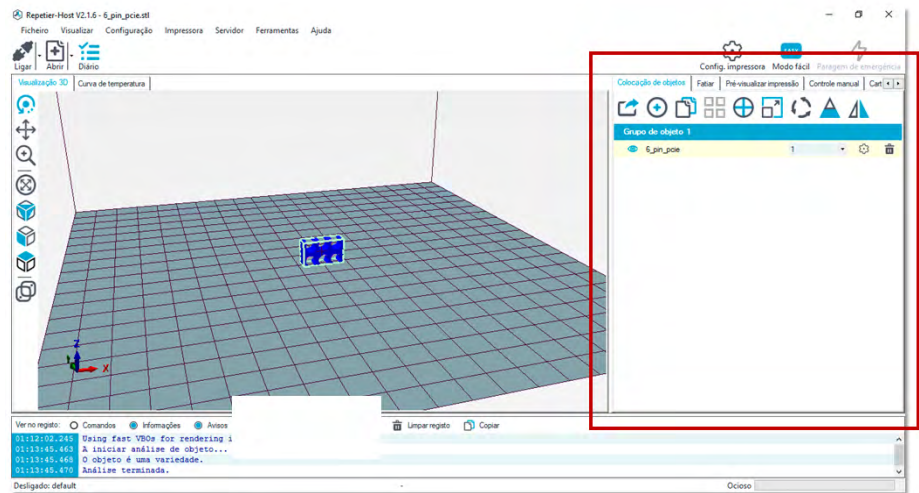 Repetier-Host V2.1.6 - 6_pin_pcie.stl
Ficheiro Visualizar Configuração Impressora Servidor Ferramentas Ajuda
Ligar Abrir Diário
Config. impressora Modo fácil Paragem de emergência
Visualização 3D Curva de temperatura
Colocação de objetos Fatiar Pré-visualizar impressão Controle manual Cart
Grupo de objeto 1
6_pin_pcie 1
Z
X
Ver no registo: Comandos Informações Avisos
Limpar registo Copiar
01:12:02.245 Using fast VBOs for rendering i
01:13:45.463 A iniciar análise de objeto...
01:13:45.468 O objeto é uma variedade.
01:13:45.470 Análise terminada.
Desligado: default - Ocioso